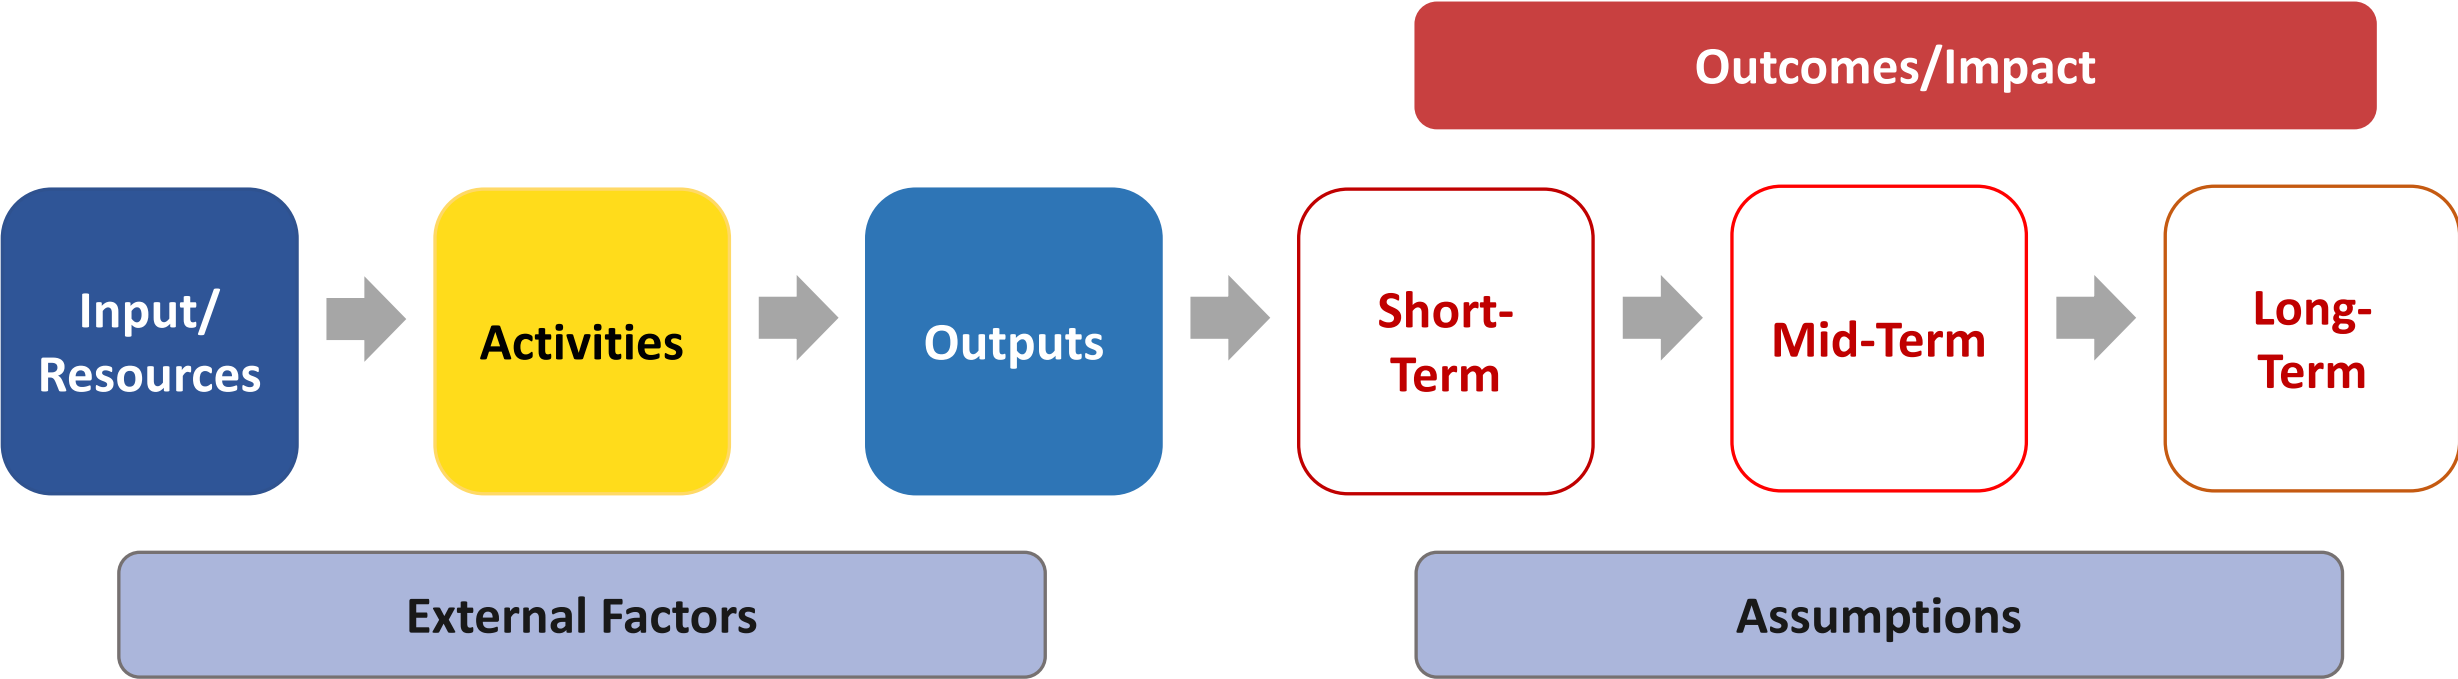 Outcomes/Impact
Input/
Resources
Activities
Outputs
Short-
Term
Mid-Term
Long-
Term
External Factors
Assumptions